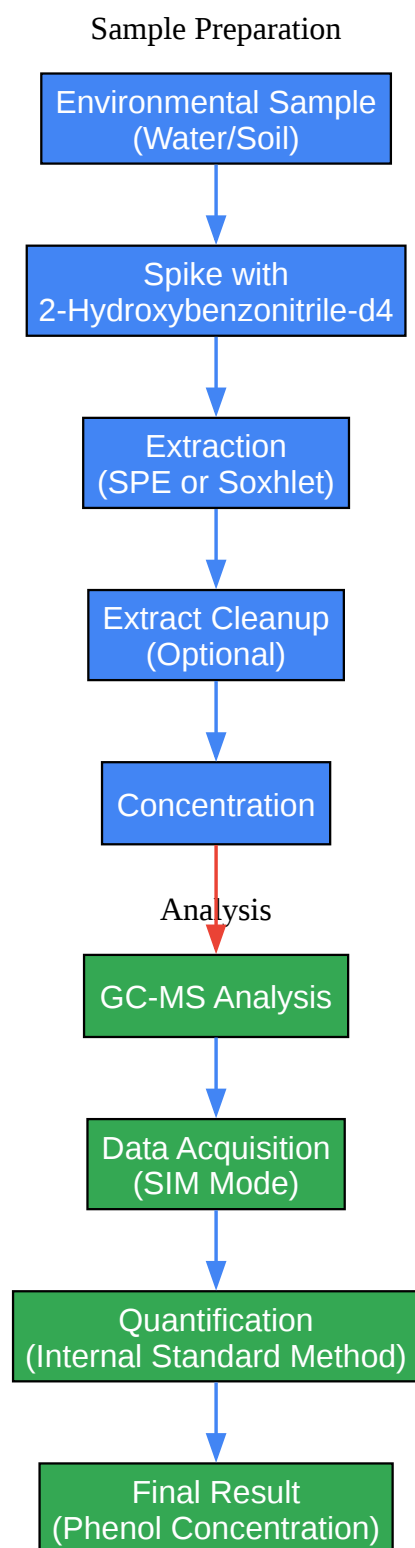 Sample Preparation
Environmental Sample
(Water/Soil)
Spike with
2-Hydroxybenzonitrile-d4
Extraction
(SPE or Soxhlet)
Extract Cleanup
(Optional)
Concentration
Analysis
GC-MS Analysis
Data Acquisition
(SIM Mode)
Quantification
(Internal Standard Method)
Final Result
(Phenol Concentration)